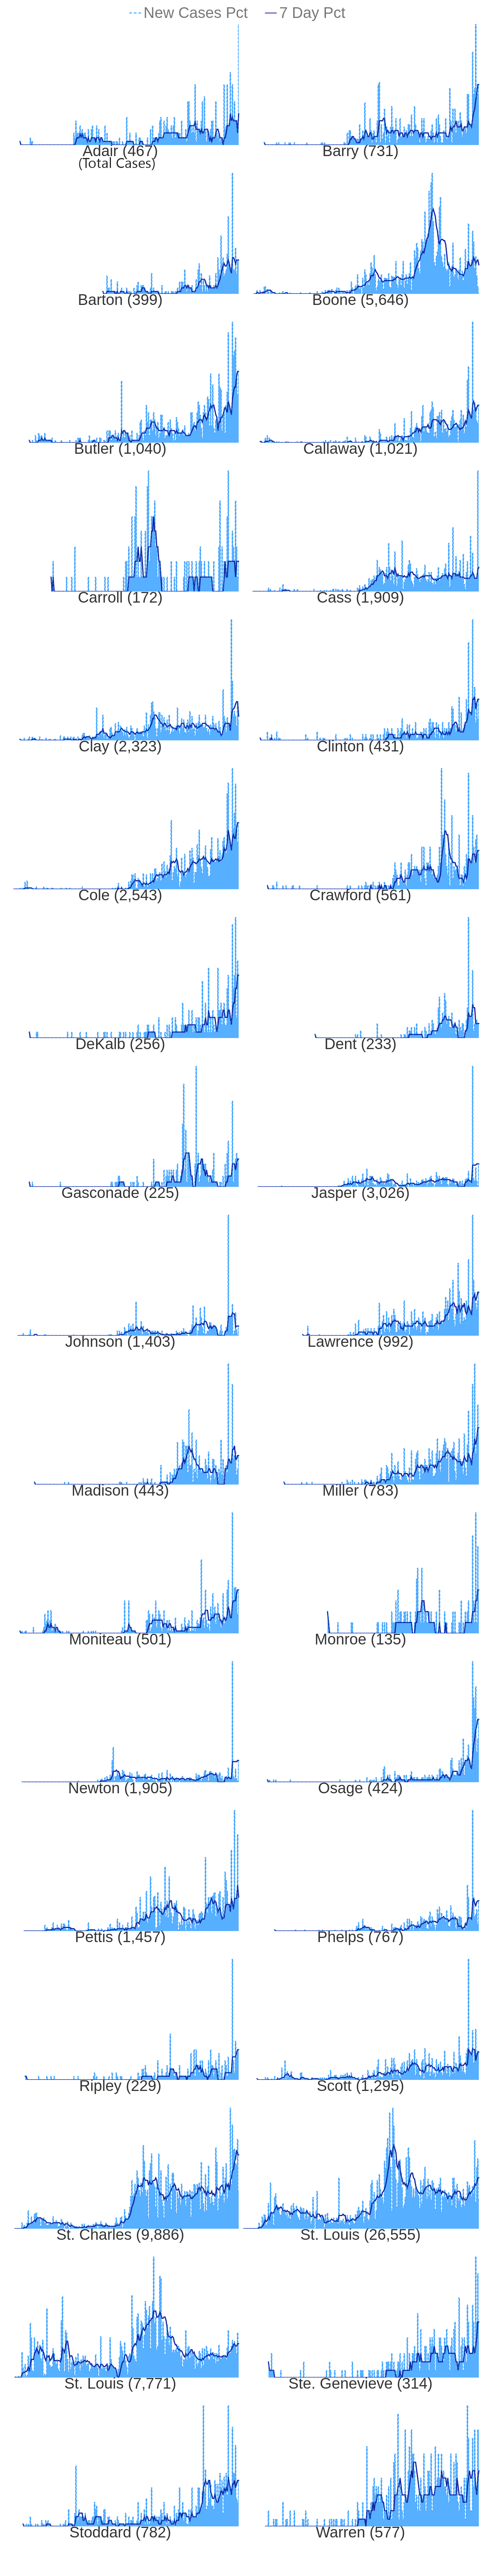 New Cases Pct 7 Day Pct
Adair (467) Barry (731)
(Total Cases)
Barton (399) Boone (5,646)
Butler (1,040) Callaway (1,021)
Carroll (172) Cass (1,909)
Clay (2,323) Clinton (431)
Cole (2,543) Crawford (561)
DeKalb (256) Dent (233)
Gasconade (225) Jasper (3,026)
Johnson (1,403) Lawrence (992)
Madison (443) Miller (783)
Moniteau (501) Monroe (135)
Newton (1,905) Osage (424)
Pettis (1,457) Phelps (767)
Ripley (229) Scott (1,295)
St. Charles (9,886) St. Louis (26,555)
St. Louis (7,771) Ste. Genevieve (314)
Stoddard (782) Warren (577)